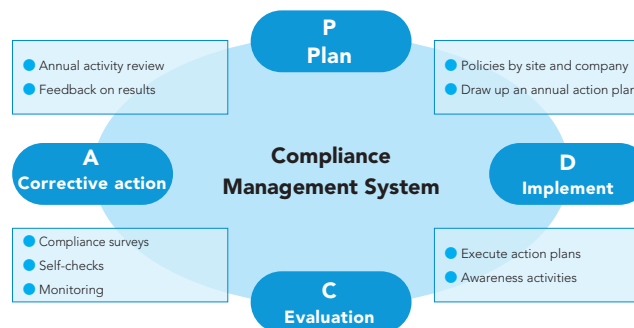 P
Plan
Annual activity review
Feedback on results
Policies by site and company
Draw up an annual action plan
A
Corrective action
Compliance
Management System
D
Implement
Compliance surveys
Self-checks
Monitoring
Execute action plans
Awareness activities
C
Evaluation